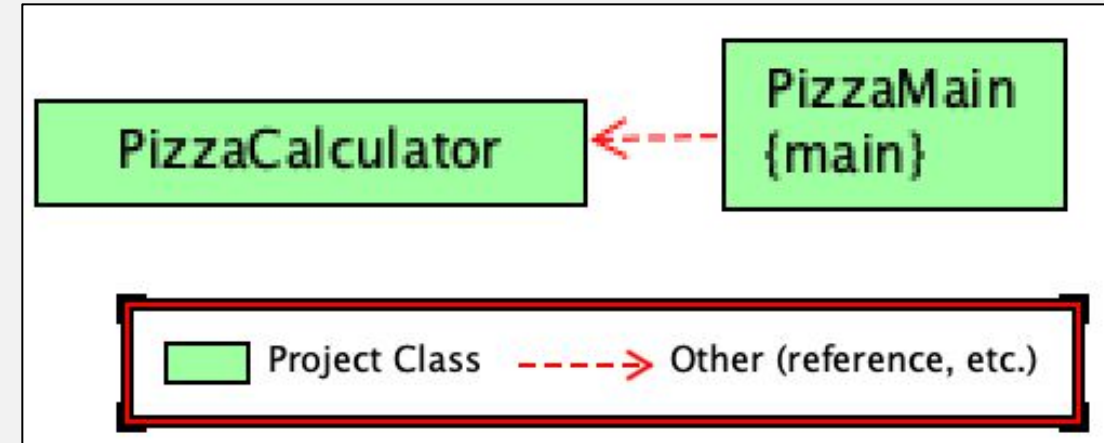 PizzaCalculator
PizzaMain
{main}
Project Class
Other (reference, etc.)